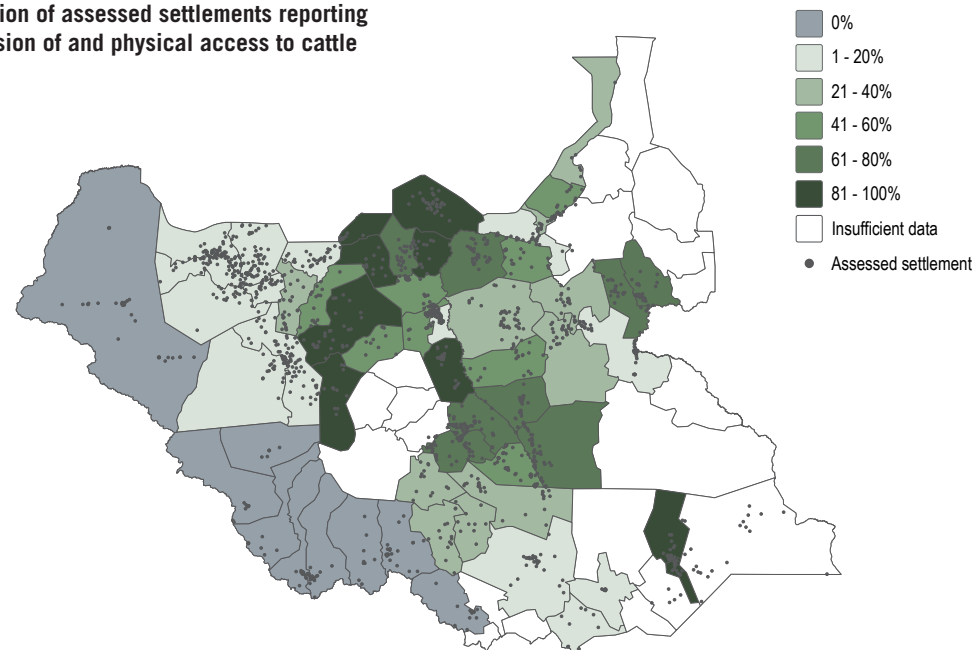 ion of assessed settlements reporting
sion of and physical access to cattle
0%
1 - 20%
21 - 40%
41 - 60%
61 - 80%
81 - 100%
Insufficient data
Assessed settlement